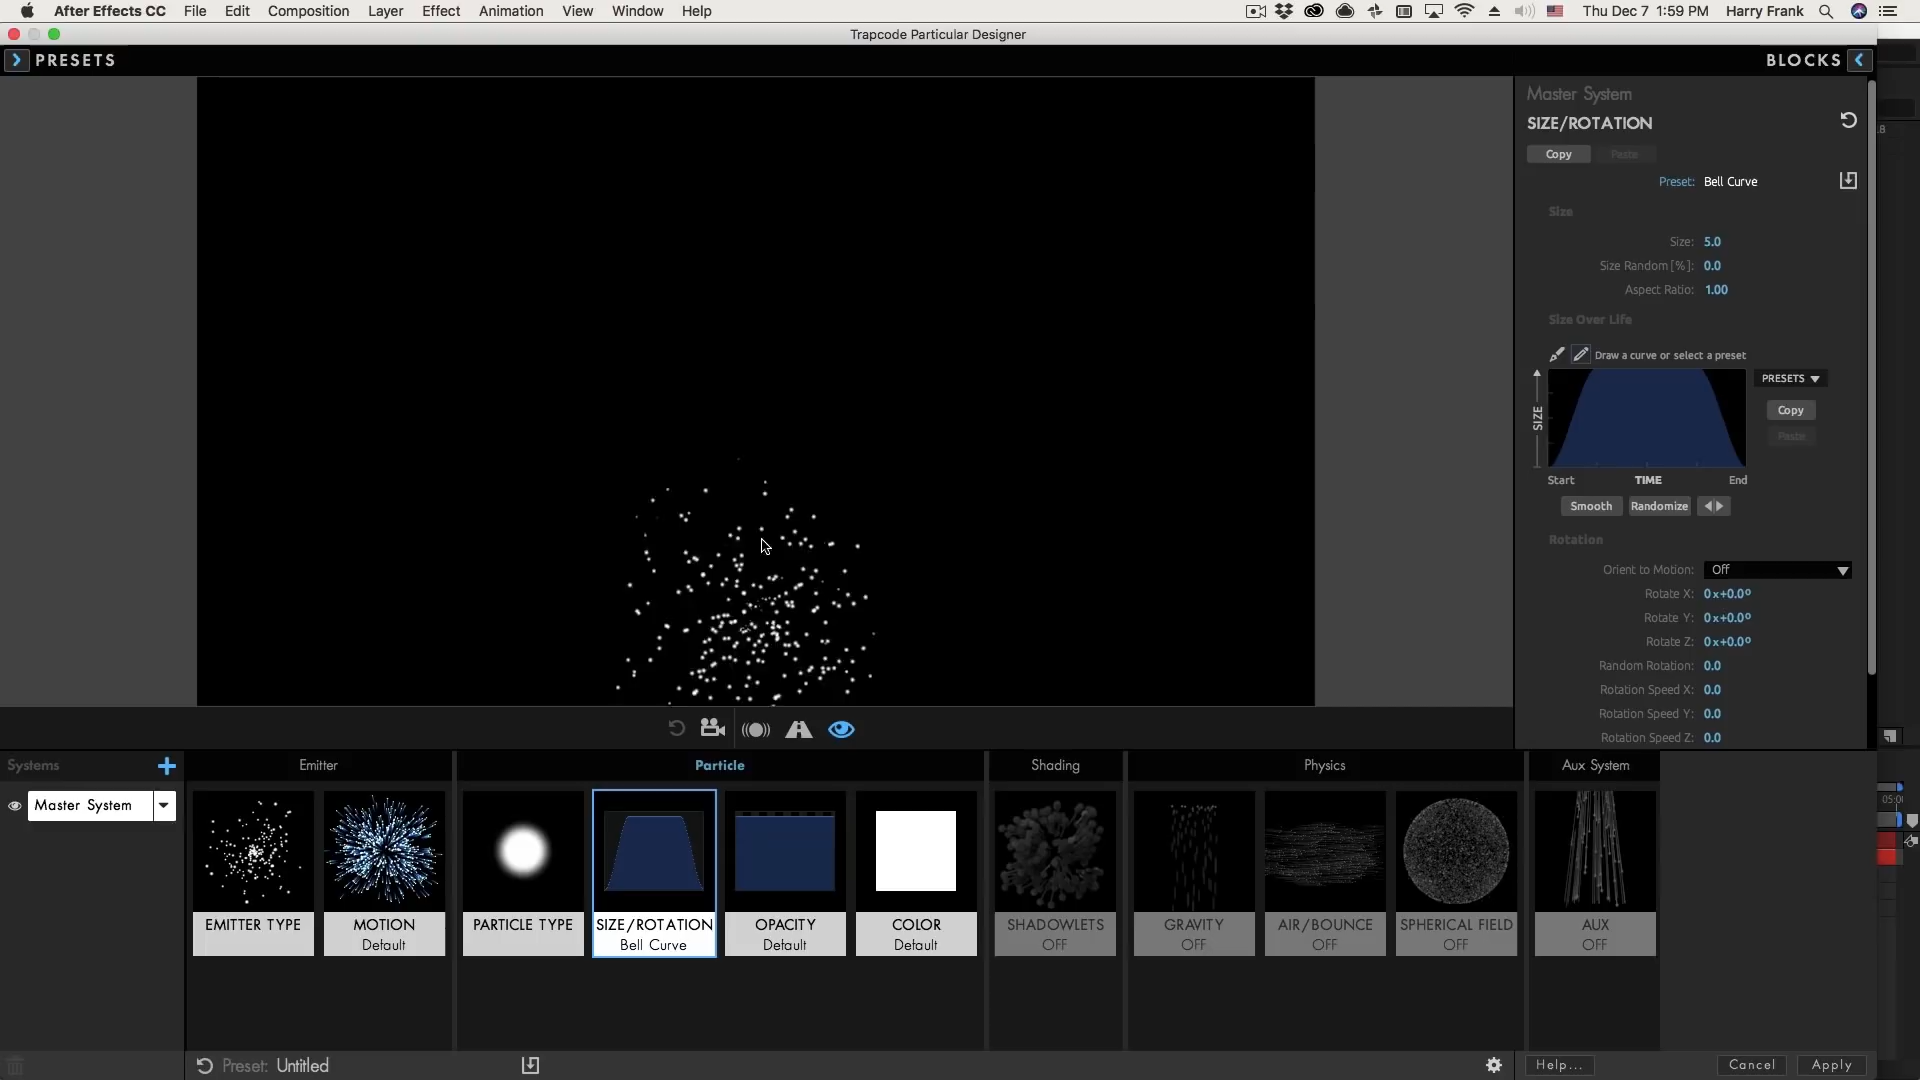 After Effects CC File Edit Composition Layer Effect Animation View Window Help Thu Dec 7 1:59 PM Harry Frank
Trapcode Particular Designer
PRESETS
BLOCKS
Master System
SIZE/ROTATION
Copy Paste
Preset: Bell Curve
Size
Size: 5.0
Size Random [%]: 0.0
Aspect Ratio: 1.00
Size Over Life
Draw a curve or select a preset
PRESETS
SIZE
Copy
Paste
Start TIME End
Smooth Randomize
Rotation
Orient to Motion: Off
Rotate X: 0x+0.0º
Rotate Y: 0x+0.0º
Rotate Z: 0x+0.0º
Random Rotation: 0.0
Rotation Speed X: 0.0
Rotation Speed Y: 0.0
Rotation Speed Z: 0.0
Systems
Master System
Emitter
EMITTER TYPE
MOTION
Default
Particle
PARTICLE TYPE
SIZE/ROTATION
Bell Curve
OPACITY
Default
COLOR
Default
Shading
SHADOWLETS
OFF
Physics
GRAVITY
OFF
AIR/BOUNCE
OFF
SPHERICAL FIELD
OFF
Aux System
AUX
OFF
Preset: Untitled
Help...
Cancel
Apply